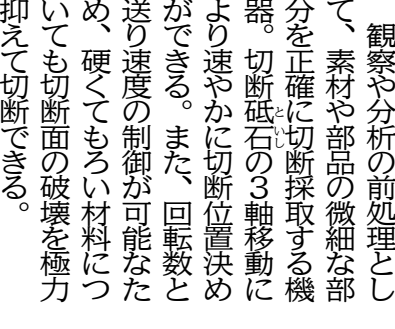 観察や分析の前処理とし
て、素材や部品の微細な部
分を正確に切断採取する機
器。切断砥石の3軸移動に
より速やかに切断位置決め
ができる。また、回転数と
送り速度の制御が可能なた
め、硬くてもろい材料につ
いても切断面の破壊を極力
抑えて切断できる。
といし